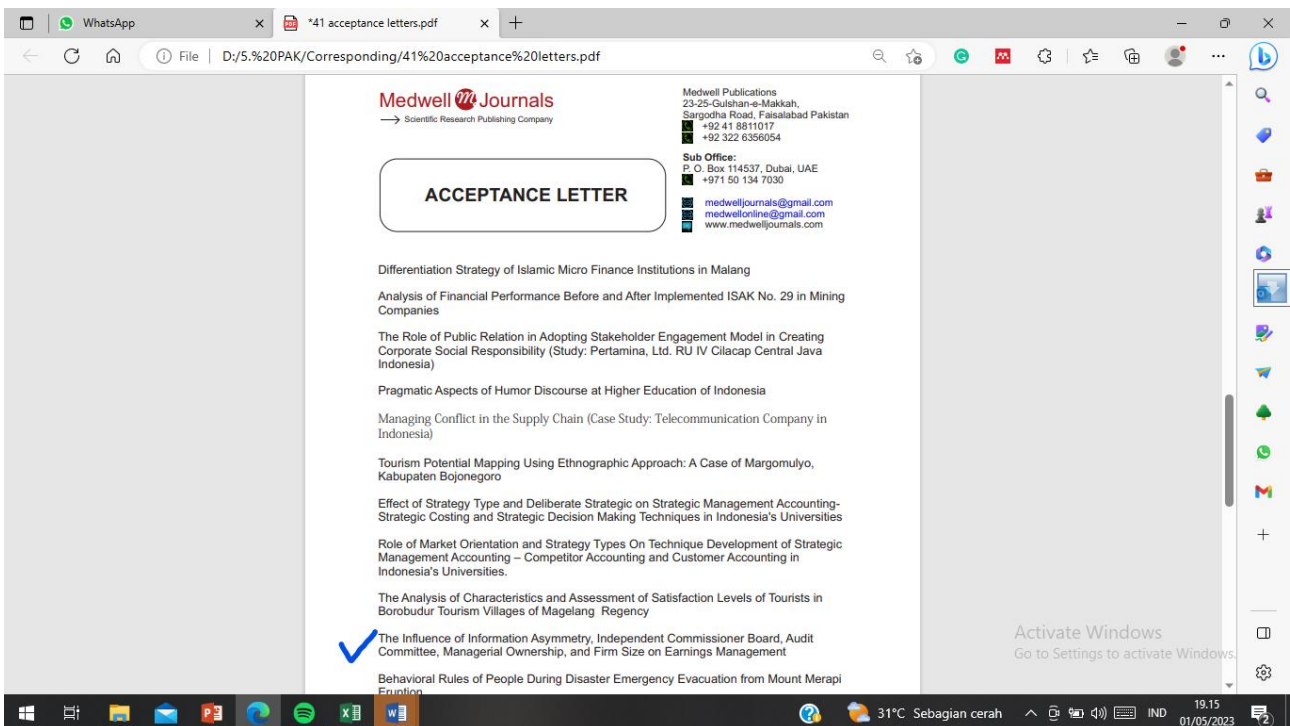 WhatsApp
*41 acceptance letters.pdf
File | D:/5.%20PAK/Corresponding/41%20acceptance%20letters.pdf
Medwell m Journals
Scientific Research Publishing Company
Medwell Publications
23-25-Gulshan-e-Makkah,
Sargodha Road, Faisalabad Pakistan
+92 41 8811017
+92 322 6356054
Sub Office:
P. O. Box 114537, Dubai, UAE
+971 50 134 7030
medwelljournals@gmail.com
medwellonline@gmail.com
www.medwelljournals.com
ACCEPTANCE LETTER
Differentiation Strategy of Islamic Micro Finance Institutions in Malang
Analysis of Financial Performance Before and After Implemented ISAK No. 29 in Mining
Companies
The Role of Public Relation in Adopting Stakeholder Engagement Model in Creating
Corporate Social Responsibility (Study: Pertamina, Ltd. RU IV Cilacap Central Java
Indonesia)
Pragmatic Aspects of Humor Discourse at Higher Education of Indonesia
Managing Conflict in the Supply Chain (Case Study: Telecommunication Company in
Indonesia)
Tourism Potential Mapping Using Ethnographic Approach: A Case of Margomulyo,
Kabupaten Bojonegoro
Effect of Strategy Type and Deliberate Strategic on Strategic Management Accounting-
Strategic Costing and Strategic Decision Making Techniques in Indonesia's Universities
Role of Market Orientation and Strategy Types On Technique Development of Strategic
Management Accounting – Competitor Accounting and Customer Accounting in
Indonesia's Universities.
The Analysis of Characteristics and Assessment of Satisfaction Levels of Tourists in
Borobudur Tourism Villages of Magelang Regency
The Influence of Information Asymmetry, Independent Commissioner Board, Audit
Committee, Managerial Ownership, and Firm Size on Earnings Management
Behavioral Rules of People During Disaster Emergency Evacuation from Mount Merapi
Eruption
Activate Windows
Go to Settings to activate Windows.
31°C Sebagian cerah
IND
19.15
01/05/2023